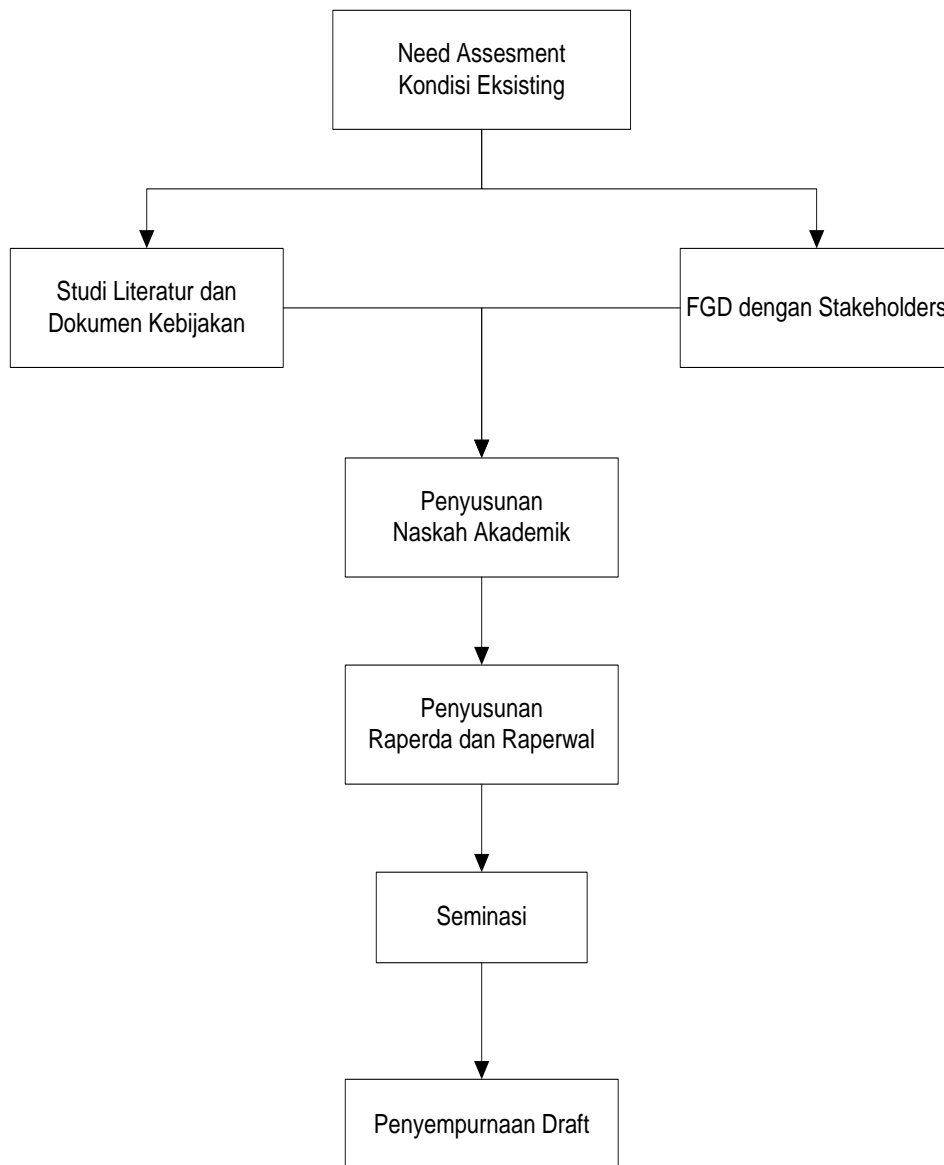 Need Assesment
Kondisi Eksisting
Studi Literatur dan
Dokumen Kebijakan
FGD dengan Stakeholders
Penyusunan
Naskah Akademik
Penyusunan
Raperda dan Raperwal
Seminasi
Penyempurnaan Draft